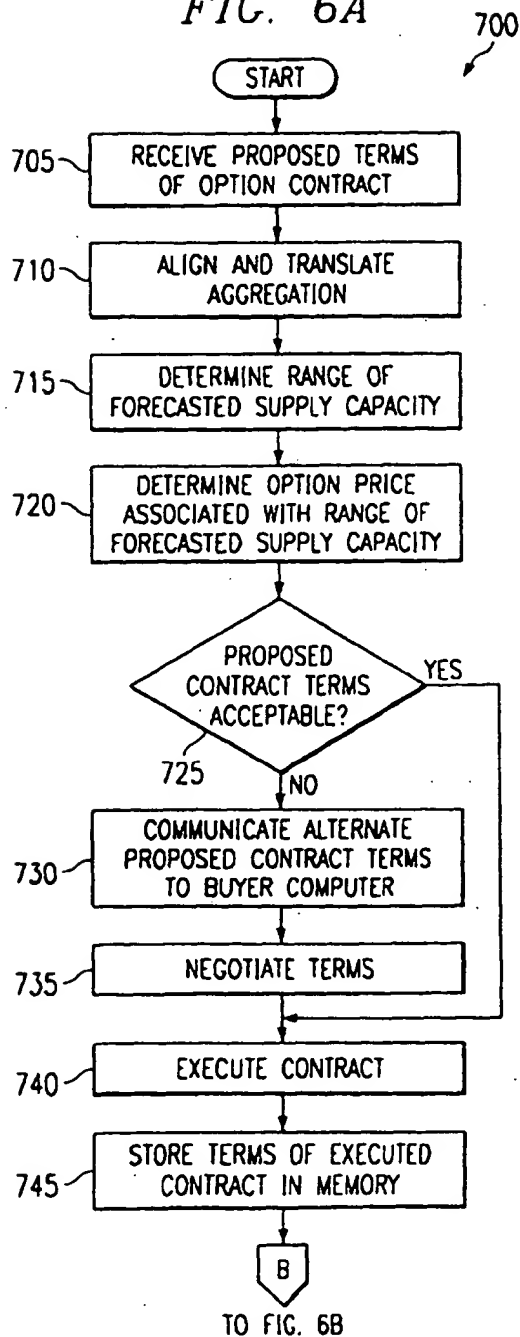 FIG. 6A
700
START
705
RECEIVE PROPOSED TERMS
OF OPTION CONTRACT
710
ALIGN AND TRANSLATE
AGGREGATION
715
DETERMINE RANGE OF
FORECASTED SUPPLY CAPACITY
720
DETERMINE OPTION PRICE
ASSOCIATED WITH RANGE OF
FORECASTED SUPPLY CAPACITY
PROPOSED
CONTRACT TERMS
ACCEPTABLE?
YES
725
NO
730
COMMUNICATE ALTERNATE
PROPOSED CONTRACT TERMS
TO BUYER COMPUTER
735
NEGOTIATE TERMS
740
EXECUTE CONTRACT
745
STORE TERMS OF EXECUTED
CONTRACT IN MEMORY
B
TO FIG. 6B